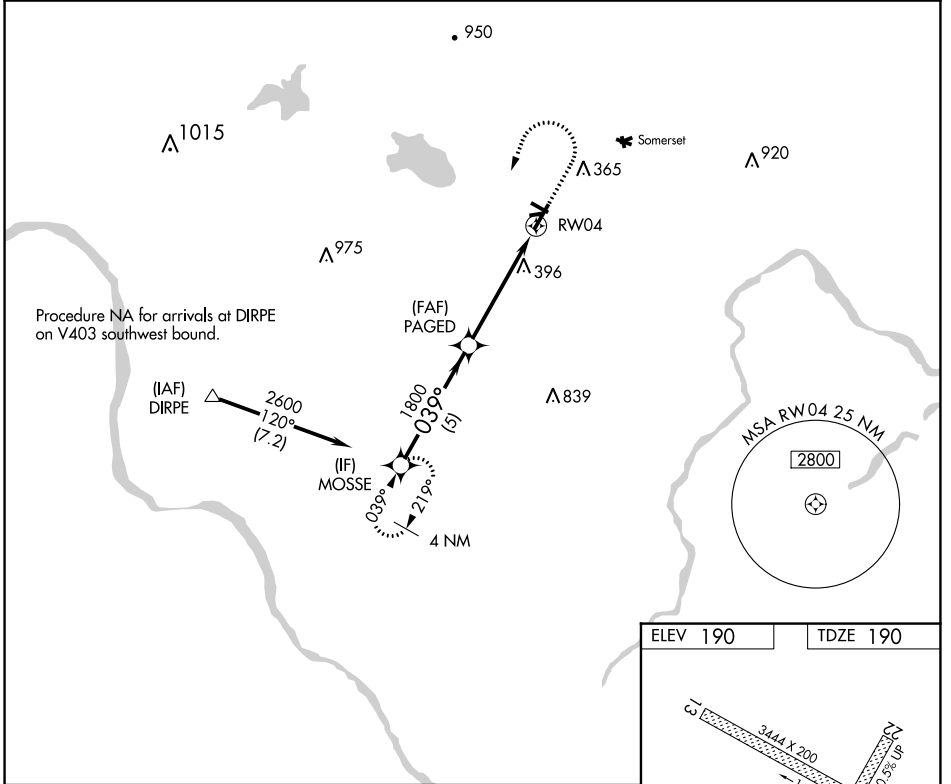 950
1015
Somerset
920
365
RW04
975
396
(FAF)
PAGED
Procedure NA for arrivals at DIRPE
on V403 southwest bound.
1800
039°
(5)
839
(IAF)
DIRPE
2600
120°
(7.2)
MSA RW04 25 NM
2800
(IF)
MOSSE
039°
219°
4 NM
ELEV 190
TDZE 190
13
3444 X 200
22
0.5% UP